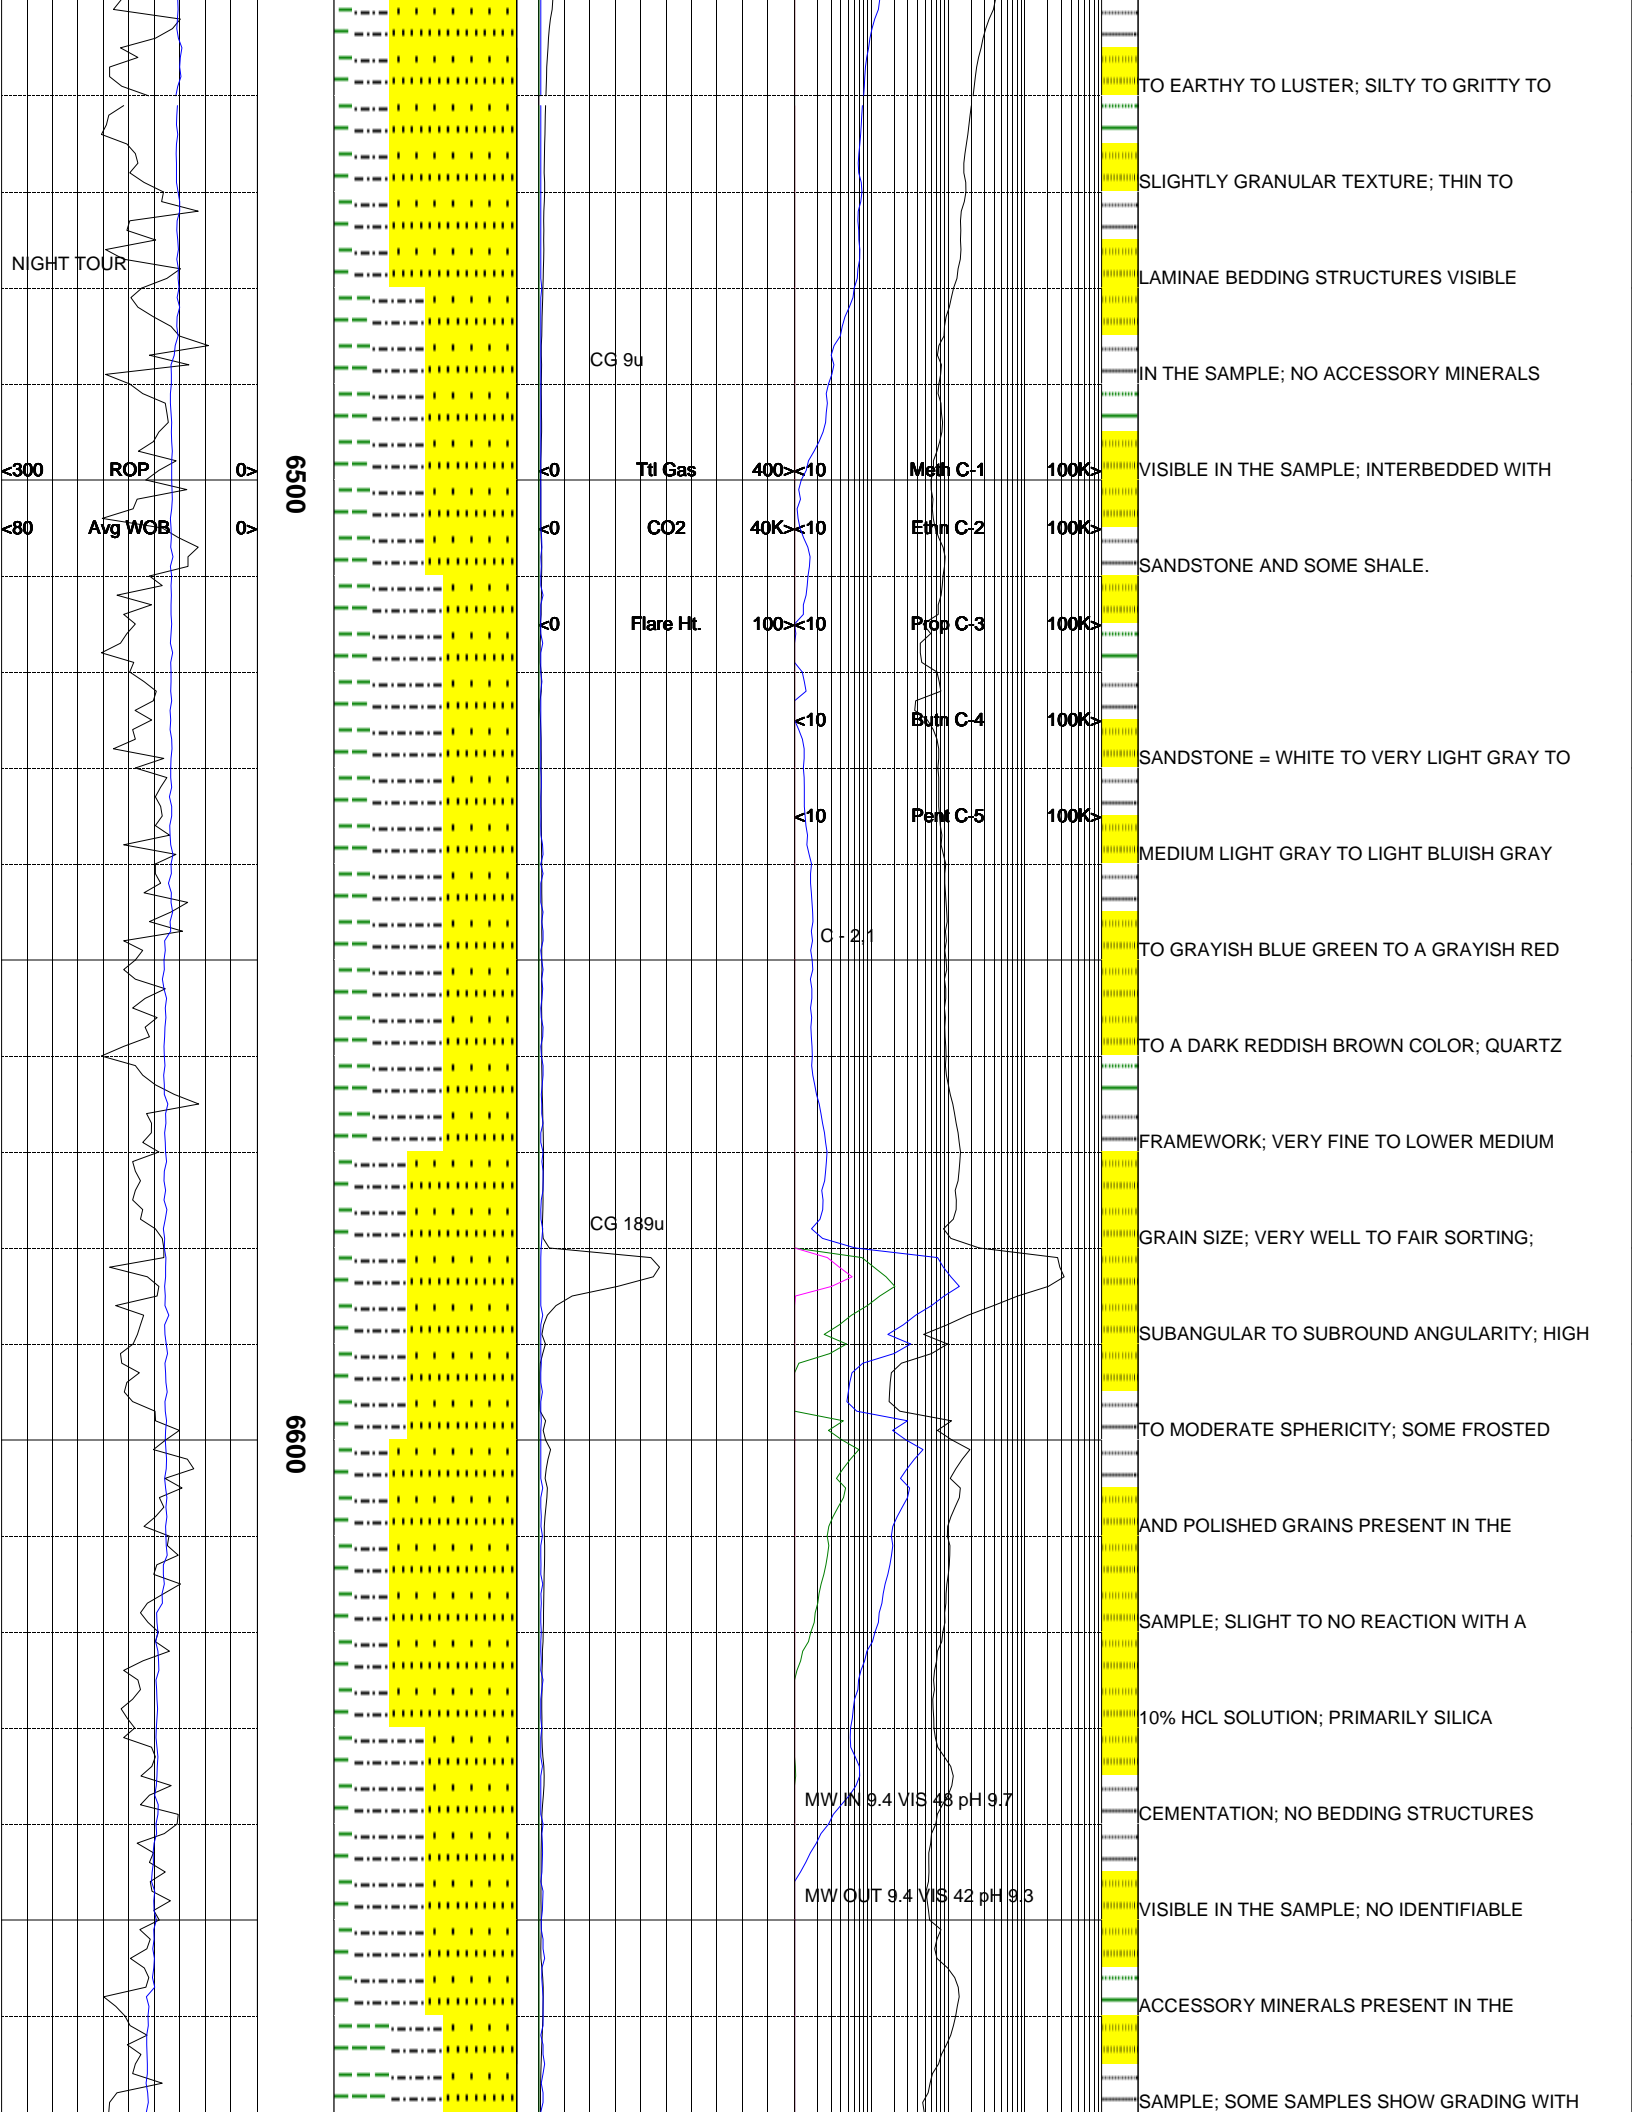 TO EARTHY TO LUSTER; SILTY TO GRITTY TO
SLIGHTLY GRANULAR TEXTURE; THIN TO
NIGHT TOUR
LAMINAE BEDDING STRUCTURES VISIBLE
CG 9u
IN THE SAMPLE; NO ACCESSORY MINERALS
<300 ROP 0> 6500 <0 Ttl Gas 400> <10 Meth C-1 100K>
VISIBLE IN THE SAMPLE; INTERBEDDED WITH
<80 Avg WOB 0> <0 CO2 40K> <10 Ethn C-2 100K>
SANDSTONE AND SOME SHALE.
<0 Flare Ht. 100> <10 Prop C-3 100K>
<10 Butn C-4 100K>
SANDSTONE = WHITE TO VERY LIGHT GRAY TO
<10 Pent C-5 100K>
MEDIUM LIGHT GRAY TO LIGHT BLUISH GRAY
C - 2,1
TO GRAYISH BLUE GREEN TO A GRAYISH RED
TO A DARK REDDISH BROWN COLOR; QUARTZ
FRAMEWORK; VERY FINE TO LOWER MEDIUM
CG 189u
GRAIN SIZE; VERY WELL TO FAIR SORTING;
SUBANGULAR TO SUBROUND ANGULARITY; HIGH
6600
TO MODERATE SPHERICITY; SOME FROSTED
AND POLISHED GRAINS PRESENT IN THE
SAMPLE; SLIGHT TO NO REACTION WITH A
10% HCL SOLUTION; PRIMARILY SILICA
MW IN 9.4 VIS 48 pH 9.7
CEMENTATION; NO BEDDING STRUCTURES
MW OUT 9.4 VIS 42 pH 9.3
VISIBLE IN THE SAMPLE; NO IDENTIFIABLE
ACCESSORY MINERALS PRESENT IN THE
SAMPLE; SOME SAMPLES SHOW GRADING WITH